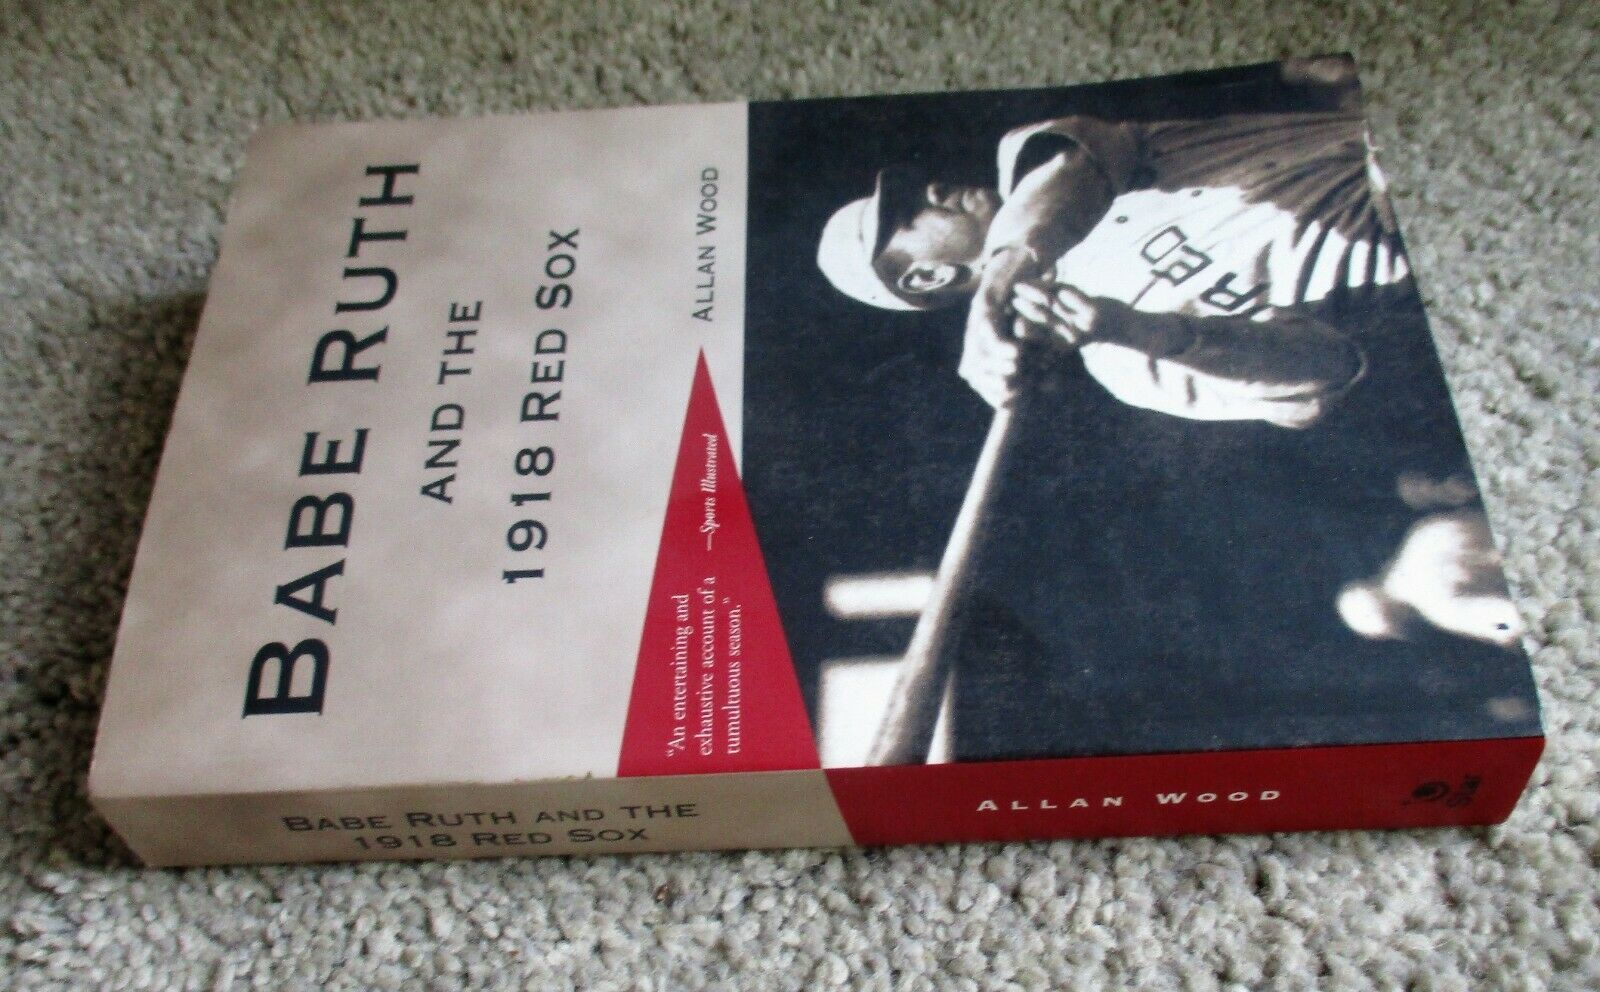 BABE RUTH
AND THE
1918 RED SOX
ALLAN WOOD
"An entertaining and
exhaustive account of a
tumultuous season."
—Sports Illustrated
RED
BABE RUTH AND THE
1918 RED SOX
ALLAN WOOD